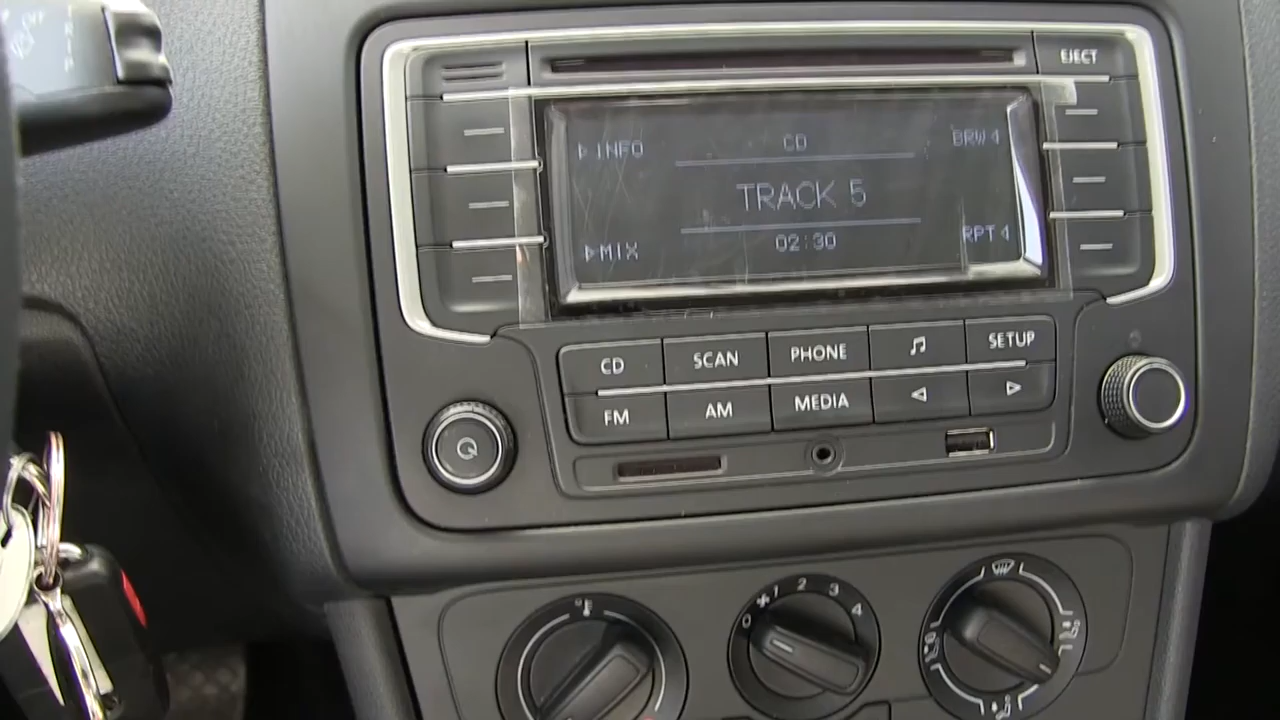 EJECT
▷INFO
CD
BRW◁
TRACK 5
02:30
▷MIX
RPT◁
CD
SCAN
PHONE
SETUP
FM
AM
MEDIA
°F
0 1 2 3 4